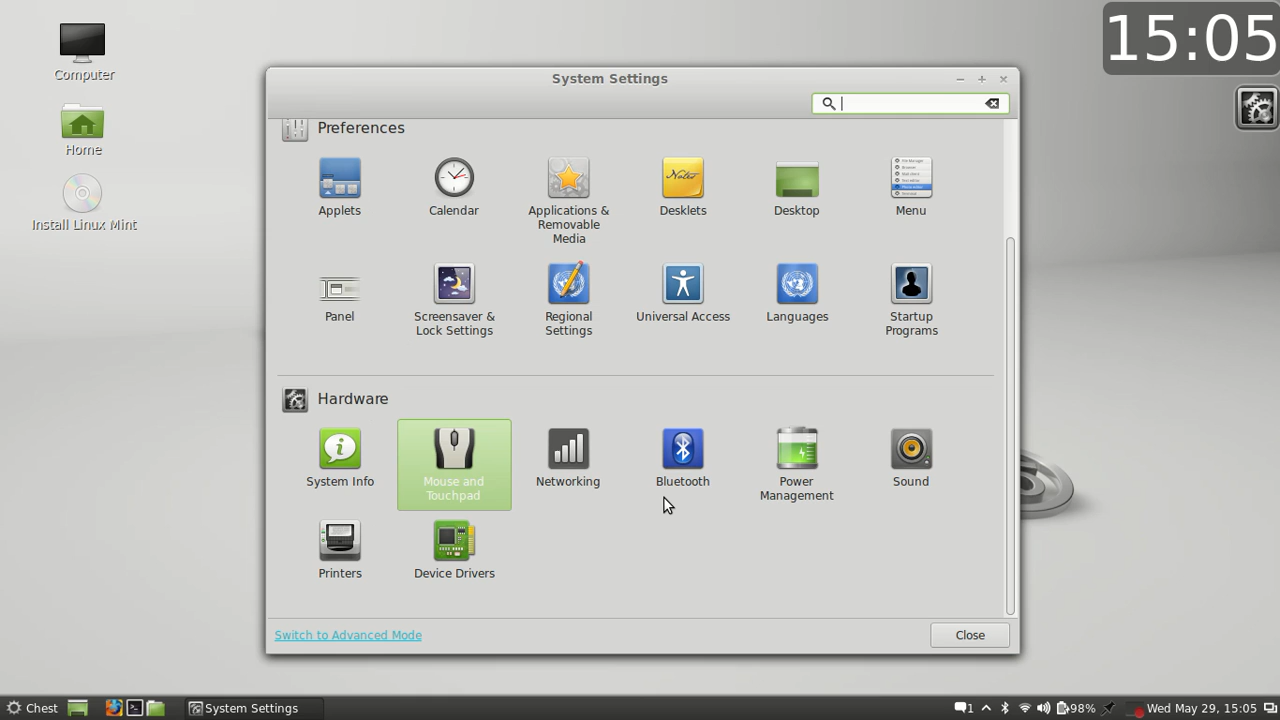 15:05
Computer
Home
Install Linux Mint
System Settings
Preferences
Applets
Calendar
Applications &
Removable
Media
Desklets
Desktop
Menu
Panel
Screensaver &
Lock Settings
Regional
Settings
Universal Access
Languages
Startup
Programs
Hardware
System Info
Mouse and
Touchpad
Networking
Bluetooth
Power
Management
Sound
Printers
Device Drivers
Switch to Advanced Mode
Close
Chest
System Settings
1
98%
Wed May 29, 15:05